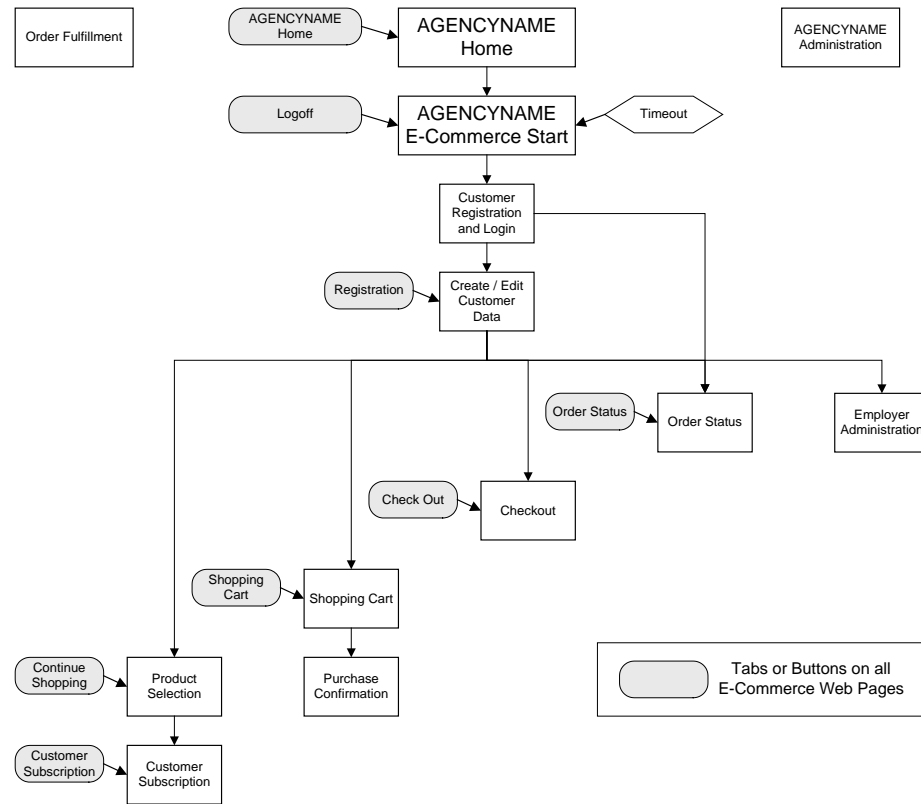 Order Fulfillment
AGENCYNAME
Home
AGENCYNAME
Home
AGENCYNAME
Administration
Logoff
AGENCYNAME
E-Commerce Start
Timeout
Customer
Registration
and Login
Registration
Create / Edit
Customer
Data
Order Status
Order Status
Employer
Administration
Check Out
Checkout
Shopping
Cart
Shopping Cart
Continue
Shopping
Product
Selection
Purchase
Confirmation
Tabs or Buttons on all
E-Commerce Web Pages
Customer
Subscription
Customer
Subscription